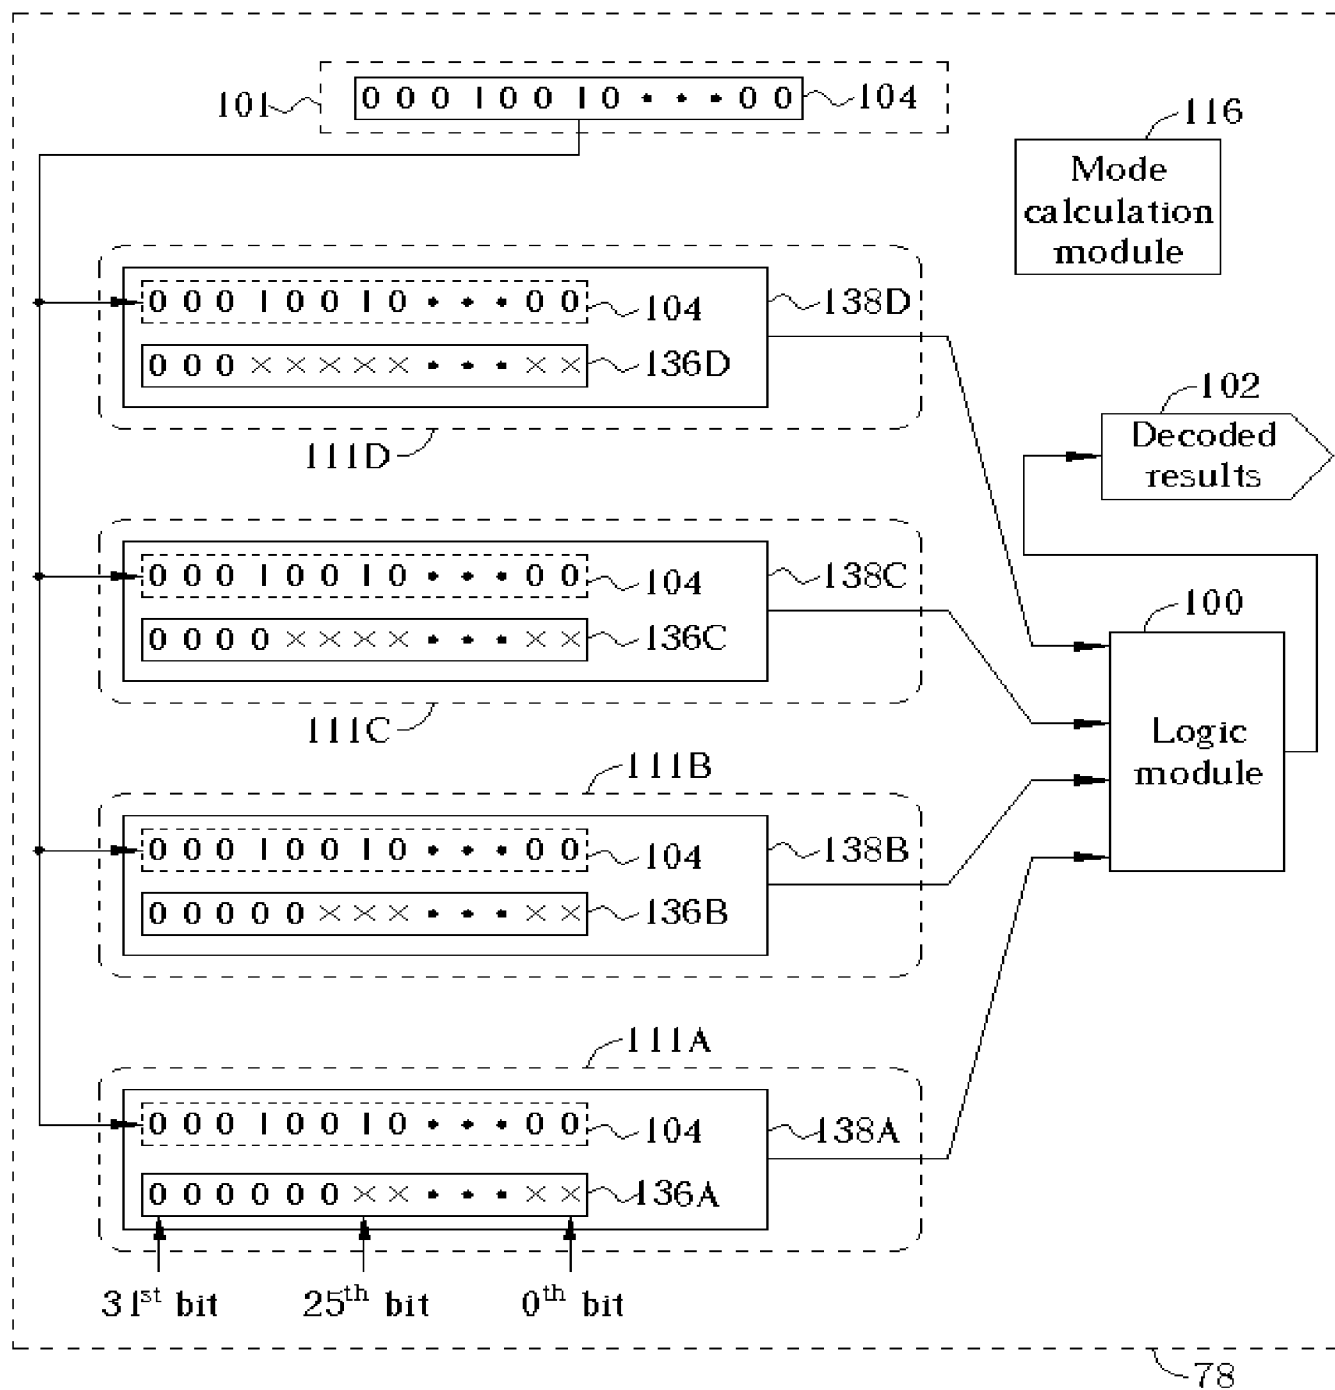 101
0 0 0 1 0 0 1 0 • • • 0 0
104
116
Mode
calculation
module
0 0 0 1 0 0 1 0 • • • 0 0
104
138D
0 0 0 × × × × × • • • × ×
136D
111D
102
Decoded
results
0 0 0 1 0 0 1 0 • • • 0 0
104
138C
0 0 0 0 × × × × • • • × ×
136C
111C
100
Logic
module
111B
0 0 0 1 0 0 1 0 • • • 0 0
104
138B
0 0 0 0 0 × × × • • • × ×
136B
111A
0 0 0 1 0 0 1 0 • • • 0 0
104
138A
0 0 0 0 0 0 × × • • • × ×
136A
31st bit
25th bit
0th bit
78